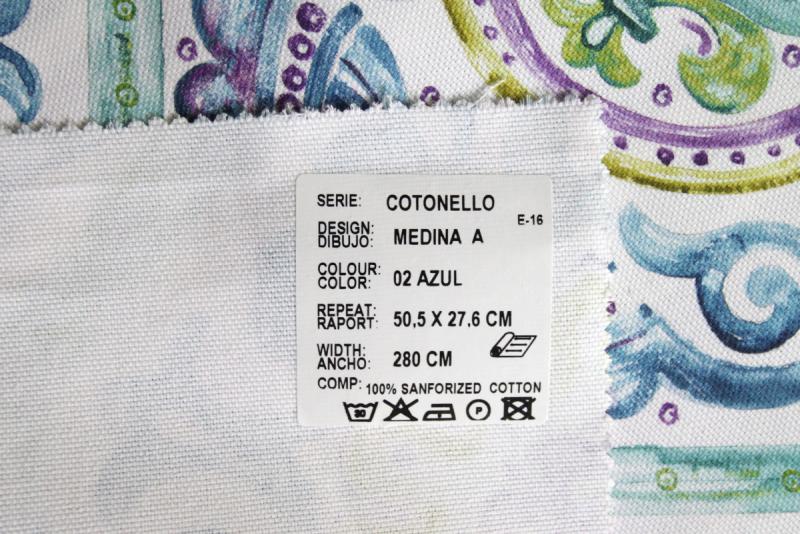 SERIE: COTONELLO
E-16
DESIGN:
DIBUJO: MEDINA A
COLOUR:
COLOR: 02 AZUL
REPEAT:
RAPORT: 50,5 X 27,6 CM
WIDTH:
ANCHO: 280 CM
COMP: 100% SANFORIZED COTTON
30 P